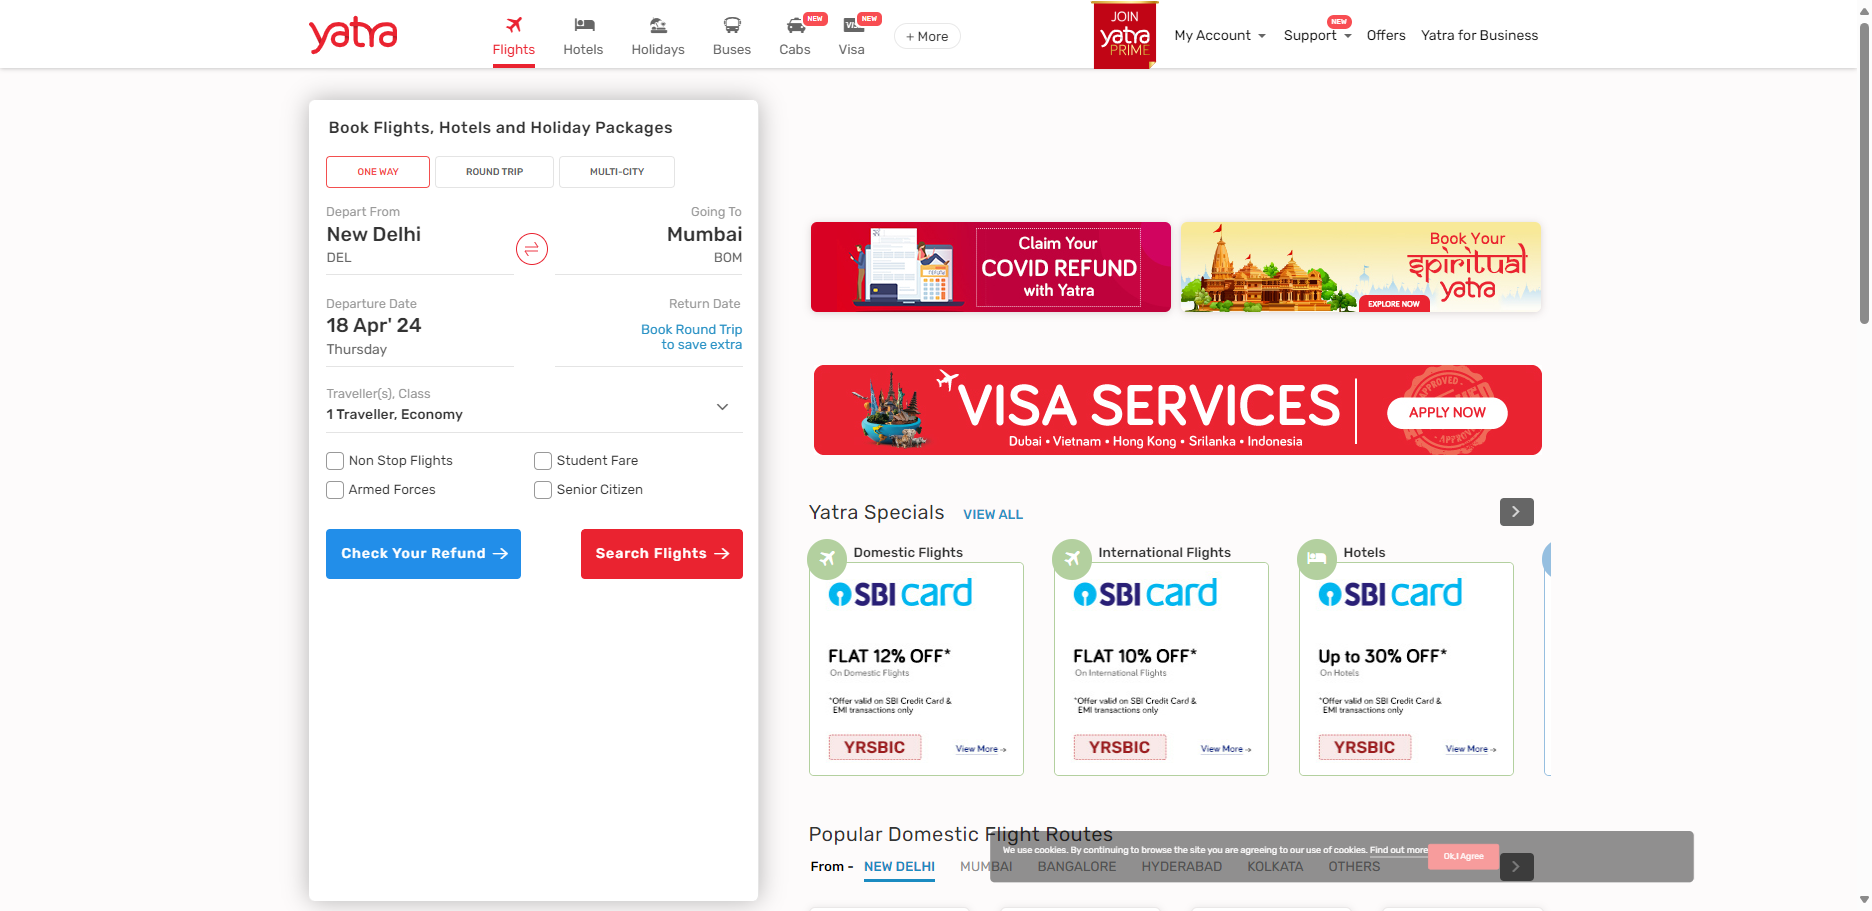 yatra
Flights
Hotels
Holidays
Buses
NEW
Cabs
NEW
Visa
+ More
JOIN
yatra
PRIME
My Account
NEW
Support
Offers
Yatra for Business
Book Flights, Hotels and Holiday Packages
ONE WAY
ROUND TRIP
MULTI-CITY
Depart From
New Delhi
DEL
Going To
Mumbai
BOM
Departure Date
18 Apr' 24
Thursday
Return Date
Book Round Trip
to save extra
Traveller(s), Class
1 Traveller, Economy
Non Stop Flights
Student Fare
Armed Forces
Senior Citizen
Check Your Refund
Search Flights
Claim Your
COVID REFUND
with Yatra
REFUND
Book Your
spiritual
yatra
EXPLORE NOW
VISA SERVICES
Dubai • Vietnam • Hong Kong • Srilanka • Indonesia
APPROVED
APPLY NOW
Yatra Specials
VIEW ALL
Domestic Flights
SBI card
FLAT 12% OFF*
On Domestic Flights
*Offer valid on SBI Credit Card &
EMI transactions only
YRSBIC
View More
International Flights
SBI card
FLAT 10% OFF*
On International Flights
*Offer valid on SBI Credit Card &
EMI transactions only
YRSBIC
View More
Hotels
SBI card
Up to 30% OFF*
On Hotels
*Offer valid on SBI Credit Card &
EMI transactions only
YRSBIC
View More
Popular Domestic Flight Routes
From -
NEW DELHI
MUMBAI
BANGALORE
HYDERABAD
KOLKATA
OTHERS
We use cookies. By continuing to browse the site you are agreeing to our use of cookies. Find out more
Ok,I Agree